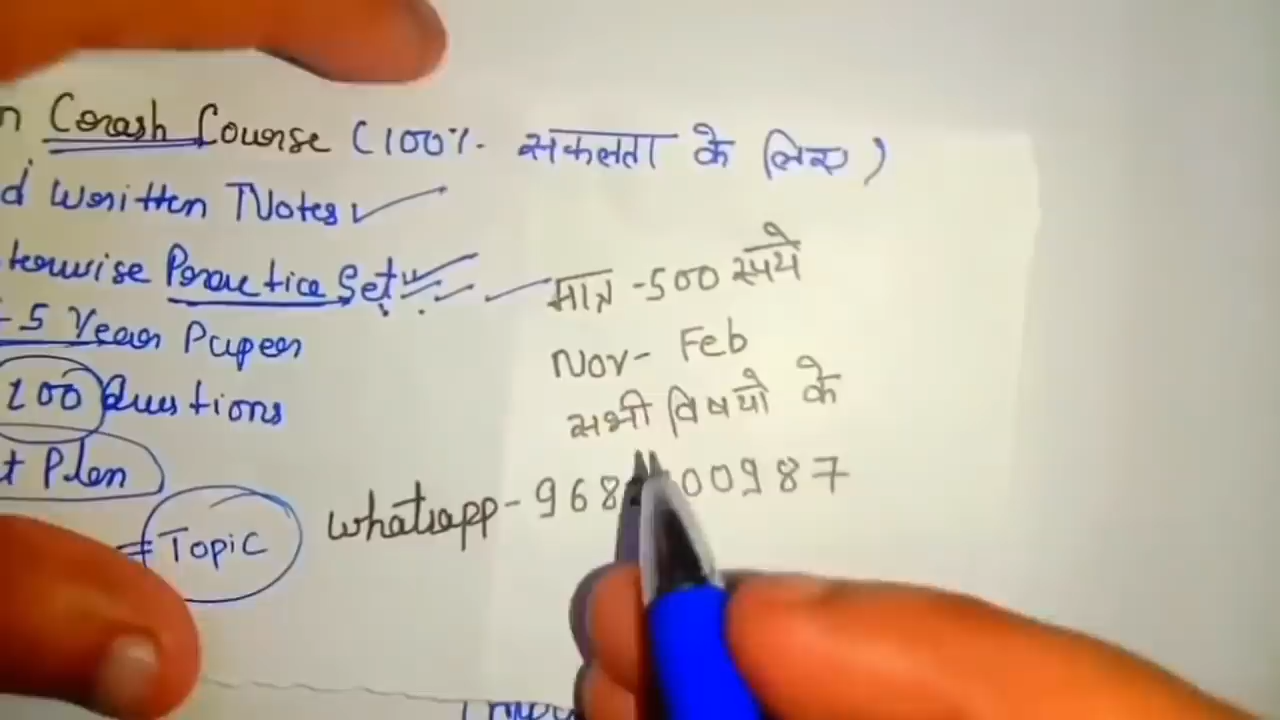 Crash Course (100% सफलता के लिए)
written Notes
Practice Set
5 Year Paper
100 Questions
Plan
Topic
मात्र -500 रुपये
Nov- Feb
सभी विषयो के
whatsapp-